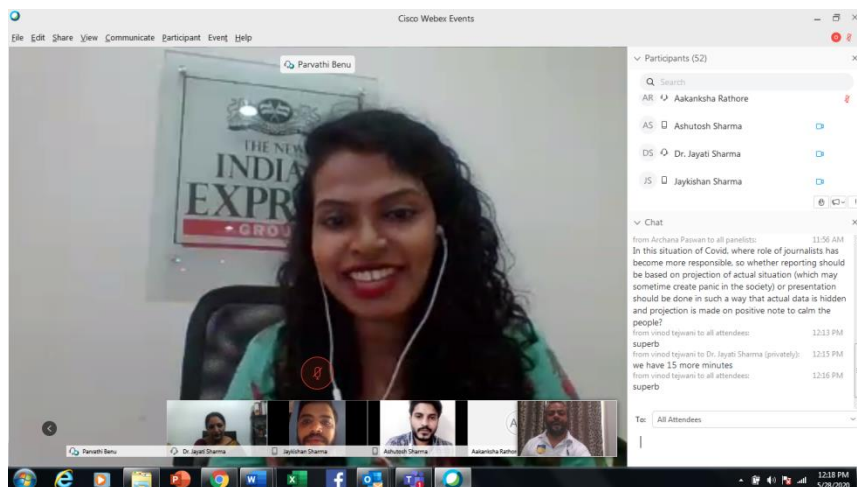 Cisco Webex Events
File Edit Share View Communicate Participant Event Help
Parvathi Benu
THE NEW
INDIA
EXPR
GROU
Participants (52)
Search
AR Aakanksha Rathore
AS Ashutosh Sharma
DS Dr. Jayati Sharma
JS Jaykishan Sharma
Chat
from Archana Paswan to all panelists: 11:56 AM
In this situation of Covid, where role of journalists has
become more responsible, so whether reporting should
be based on projection of actual situation (which may
sometime create panic in the society) or presentation
should be done in such a way that actual data is hidden
and projection is made on positive note to calm the
people?
from vinod tejwani to all attendees: 12:13 PM
superb
from vinod tejwani to Dr. Jayati Sharma (privately): 12:15 PM
we have 15 more minutes
from vinod tejwani to all attendees: 12:16 PM
superb
To: All Attendees
A
Parvathi Benu Dr. Jayati Sharma Jaykishan Sharma Ashutosh Sharma Aakanksha Rathor
12:18 PM
5/28/2020